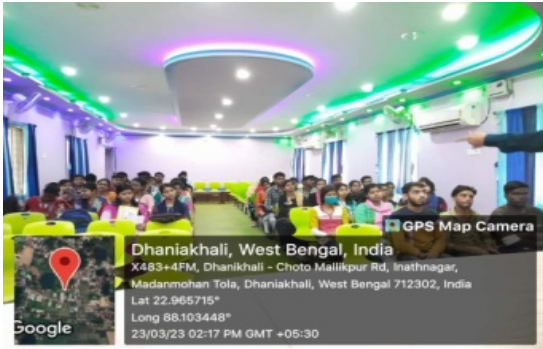 GPS Map Camera
Dhaniakhali, West Bengal, India
X483+4FM, Dhanikhali - Choto Mallikpur Rd, Inathnagar,
Madanmohan Tola, Dhaniakhali, West Bengal 712302, India
Lat 22.965715°
Long 88.103448°
23/03/23 02:17 PM GMT +05:30
Google